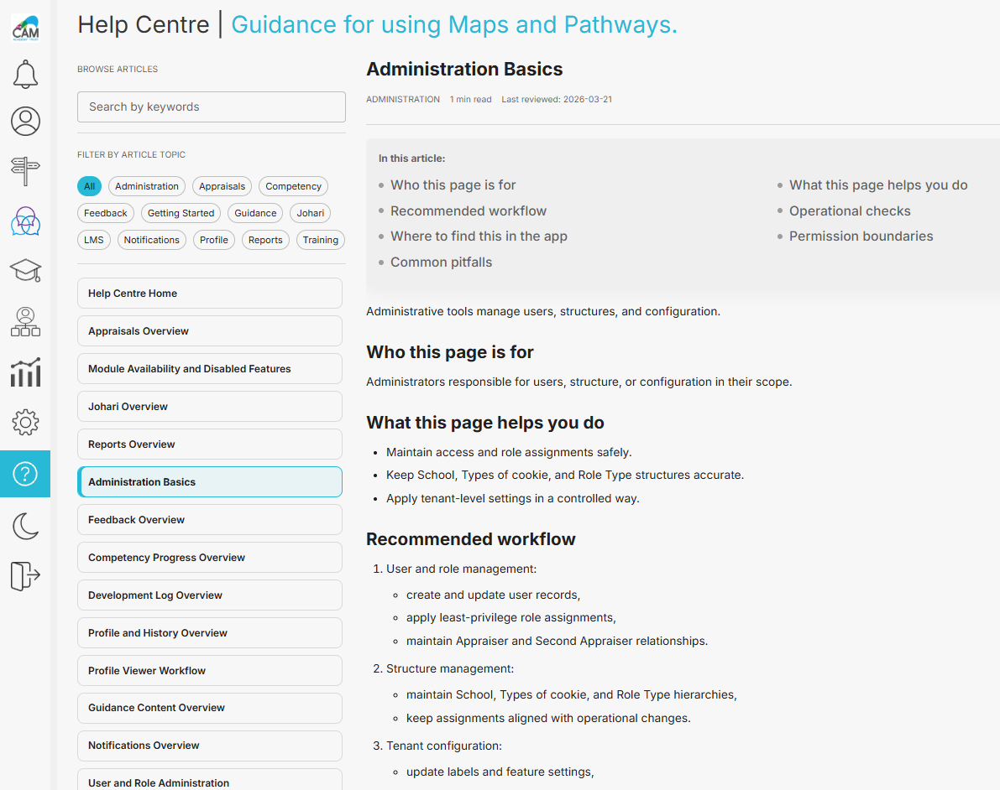 CAM
ACADEMY TRUST
Help Centre | Guidance for using Maps and Pathways.
BROWSE ARTICLES
Search by keywords
FILTER BY ARTICLE TOPIC
All Administration Appraisals Competency
Feedback Getting Started Guidance Johari
LMS Notifications Profile Reports Training
Help Centre Home
Appraisals Overview
Module Availability and Disabled Features
Johari Overview
Reports Overview
Administration Basics
Feedback Overview
Competency Progress Overview
Development Log Overview
Profile and History Overview
Profile Viewer Workflow
Guidance Content Overview
Notifications Overview
User and Role Administration
Administration Basics
ADMINISTRATION 1 min read Last reviewed: 2026-03-21
In this article:
• Who this page is for
• What this page helps you do
• Recommended workflow
• Operational checks
• Where to find this in the app
• Permission boundaries
• Common pitfalls
Administrative tools manage users, structures, and configuration.
Who this page is for
Administrators responsible for users, structure, or configuration in their scope.
What this page helps you do
• Maintain access and role assignments safely.
• Keep School, Types of cookie, and Role Type structures accurate.
• Apply tenant-level settings in a controlled way.
Recommended workflow
1. User and role management:
◦ create and update user records,
◦ apply least-privilege role assignments,
◦ maintain Appraiser and Second Appraiser relationships.
2. Structure management:
◦ maintain School, Types of cookie, and Role Type hierarchies,
◦ keep assignments aligned with operational changes.
3. Tenant configuration:
◦ update labels and feature settings,